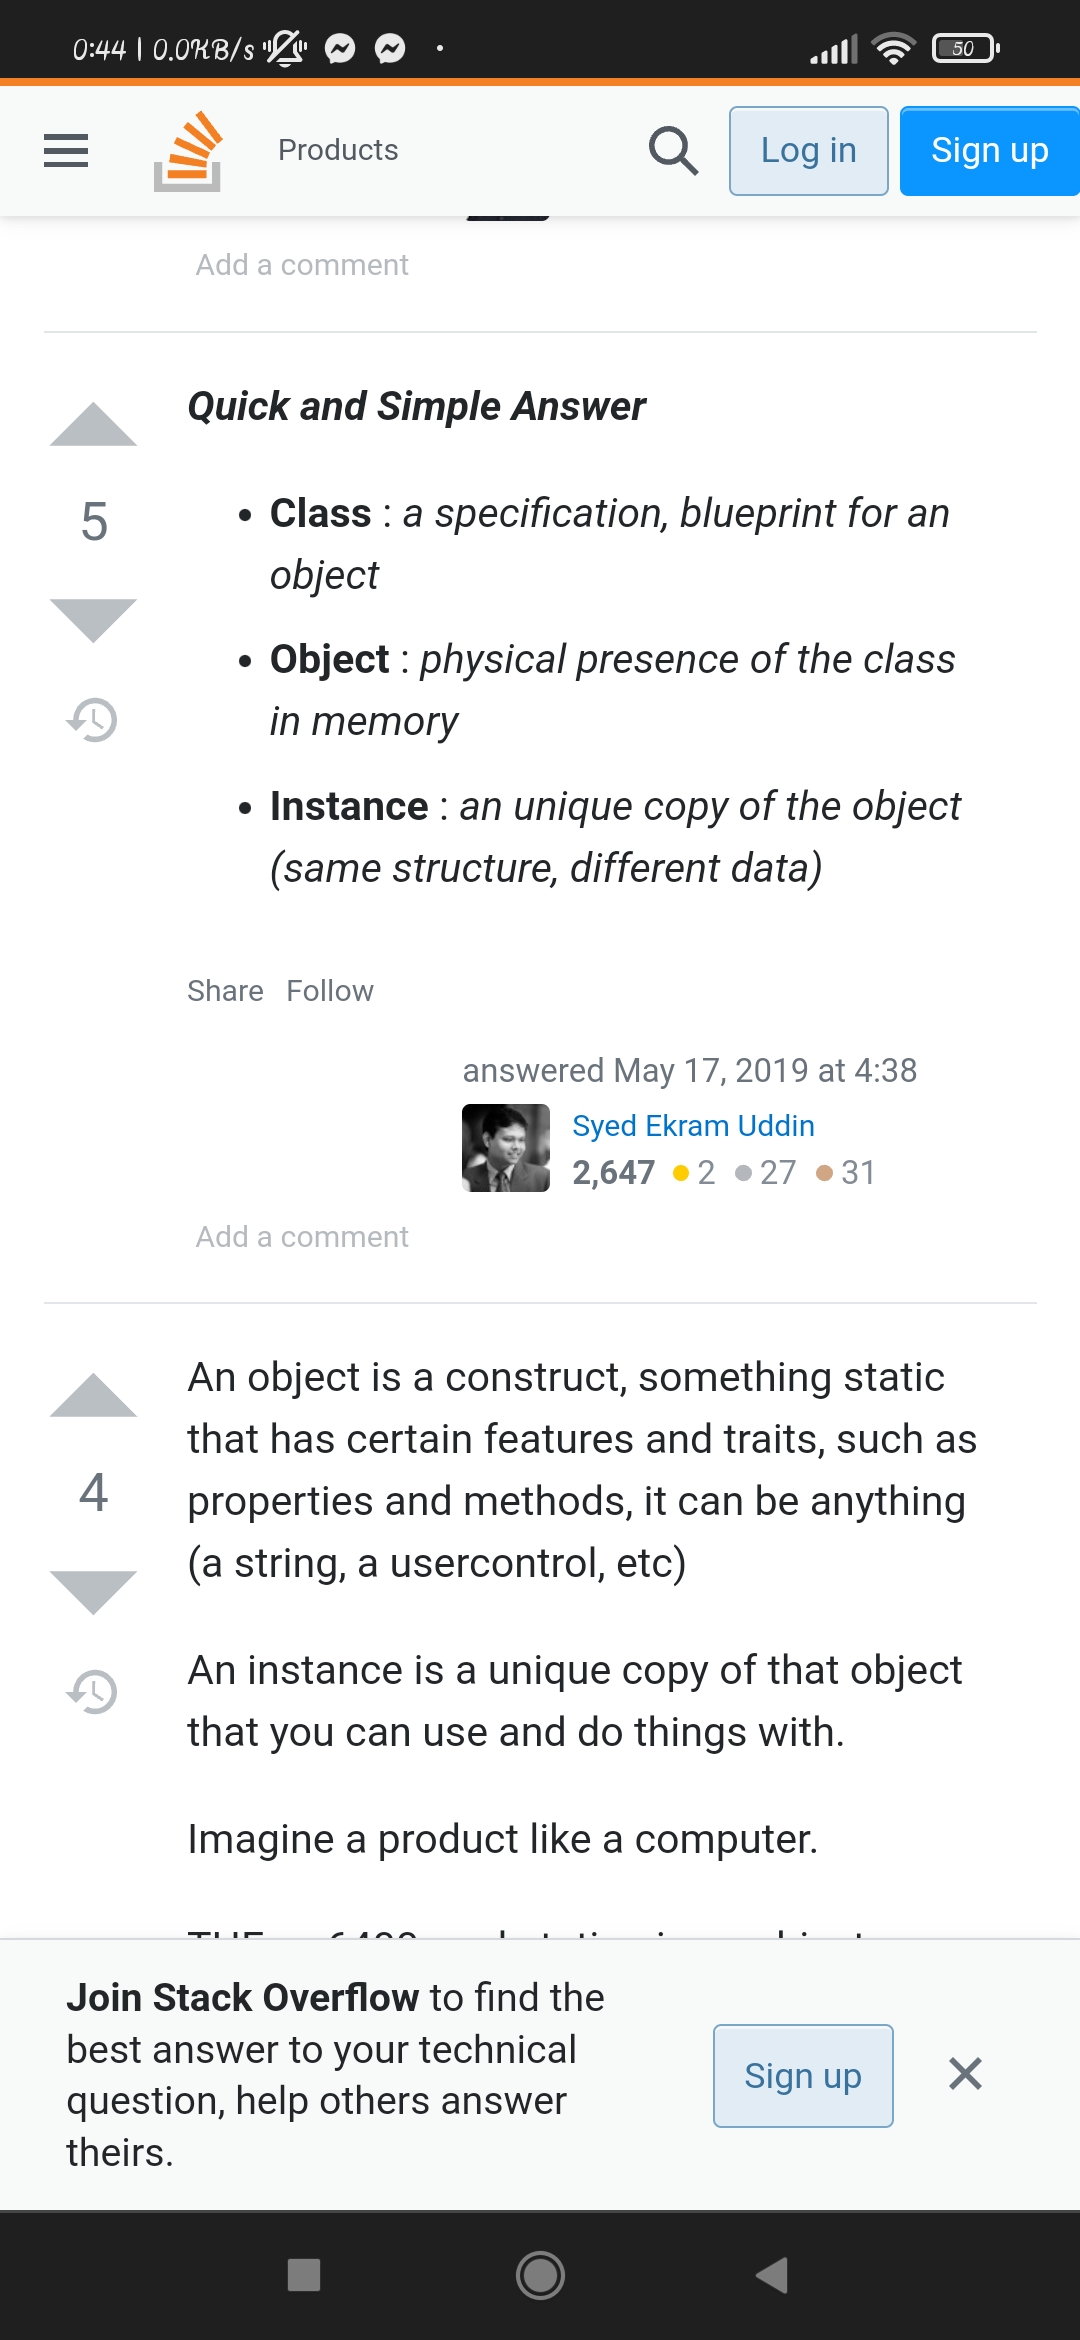 0:44 | 0.0KB/s
50
Products
Log in
Sign up
Add a comment
Quick and Simple Answer
5
• Class : a specification, blueprint for an
object
• Object : physical presence of the class
in memory
• Instance : an unique copy of the object
(same structure, different data)
Share Follow
answered May 17, 2019 at 4:38
Syed Ekram Uddin
2,647 2 27 31
Add a comment
4
An object is a construct, something static
that has certain features and traits, such as
properties and methods, it can be anything
(a string, a usercontrol, etc)
An instance is a unique copy of that object
that you can use and do things with.
Imagine a product like a computer.
Join Stack Overflow to find the
best answer to your technical
question, help others answer
theirs.
Sign up